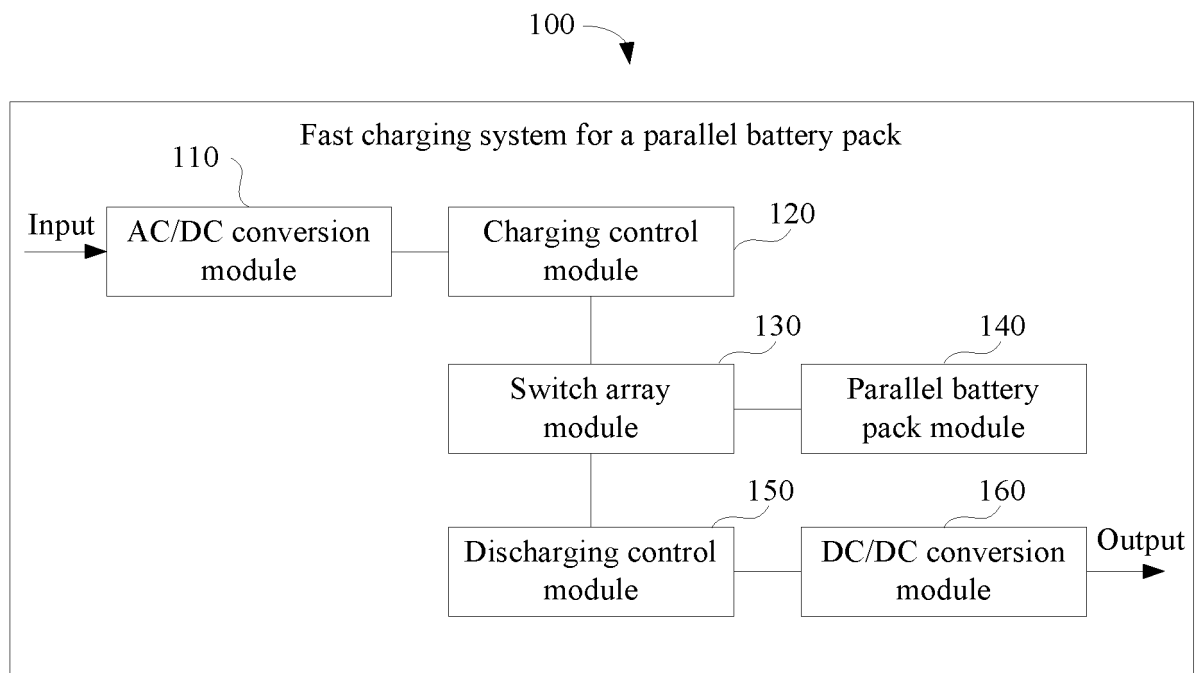 100
Fast charging system for a parallel battery pack
110
Input
AC/DC conversion
module
Charging control
module
120
130
140
Switch array
module
Parallel battery
pack module
150
160
Discharging control
module
DC/DC conversion
module
Output